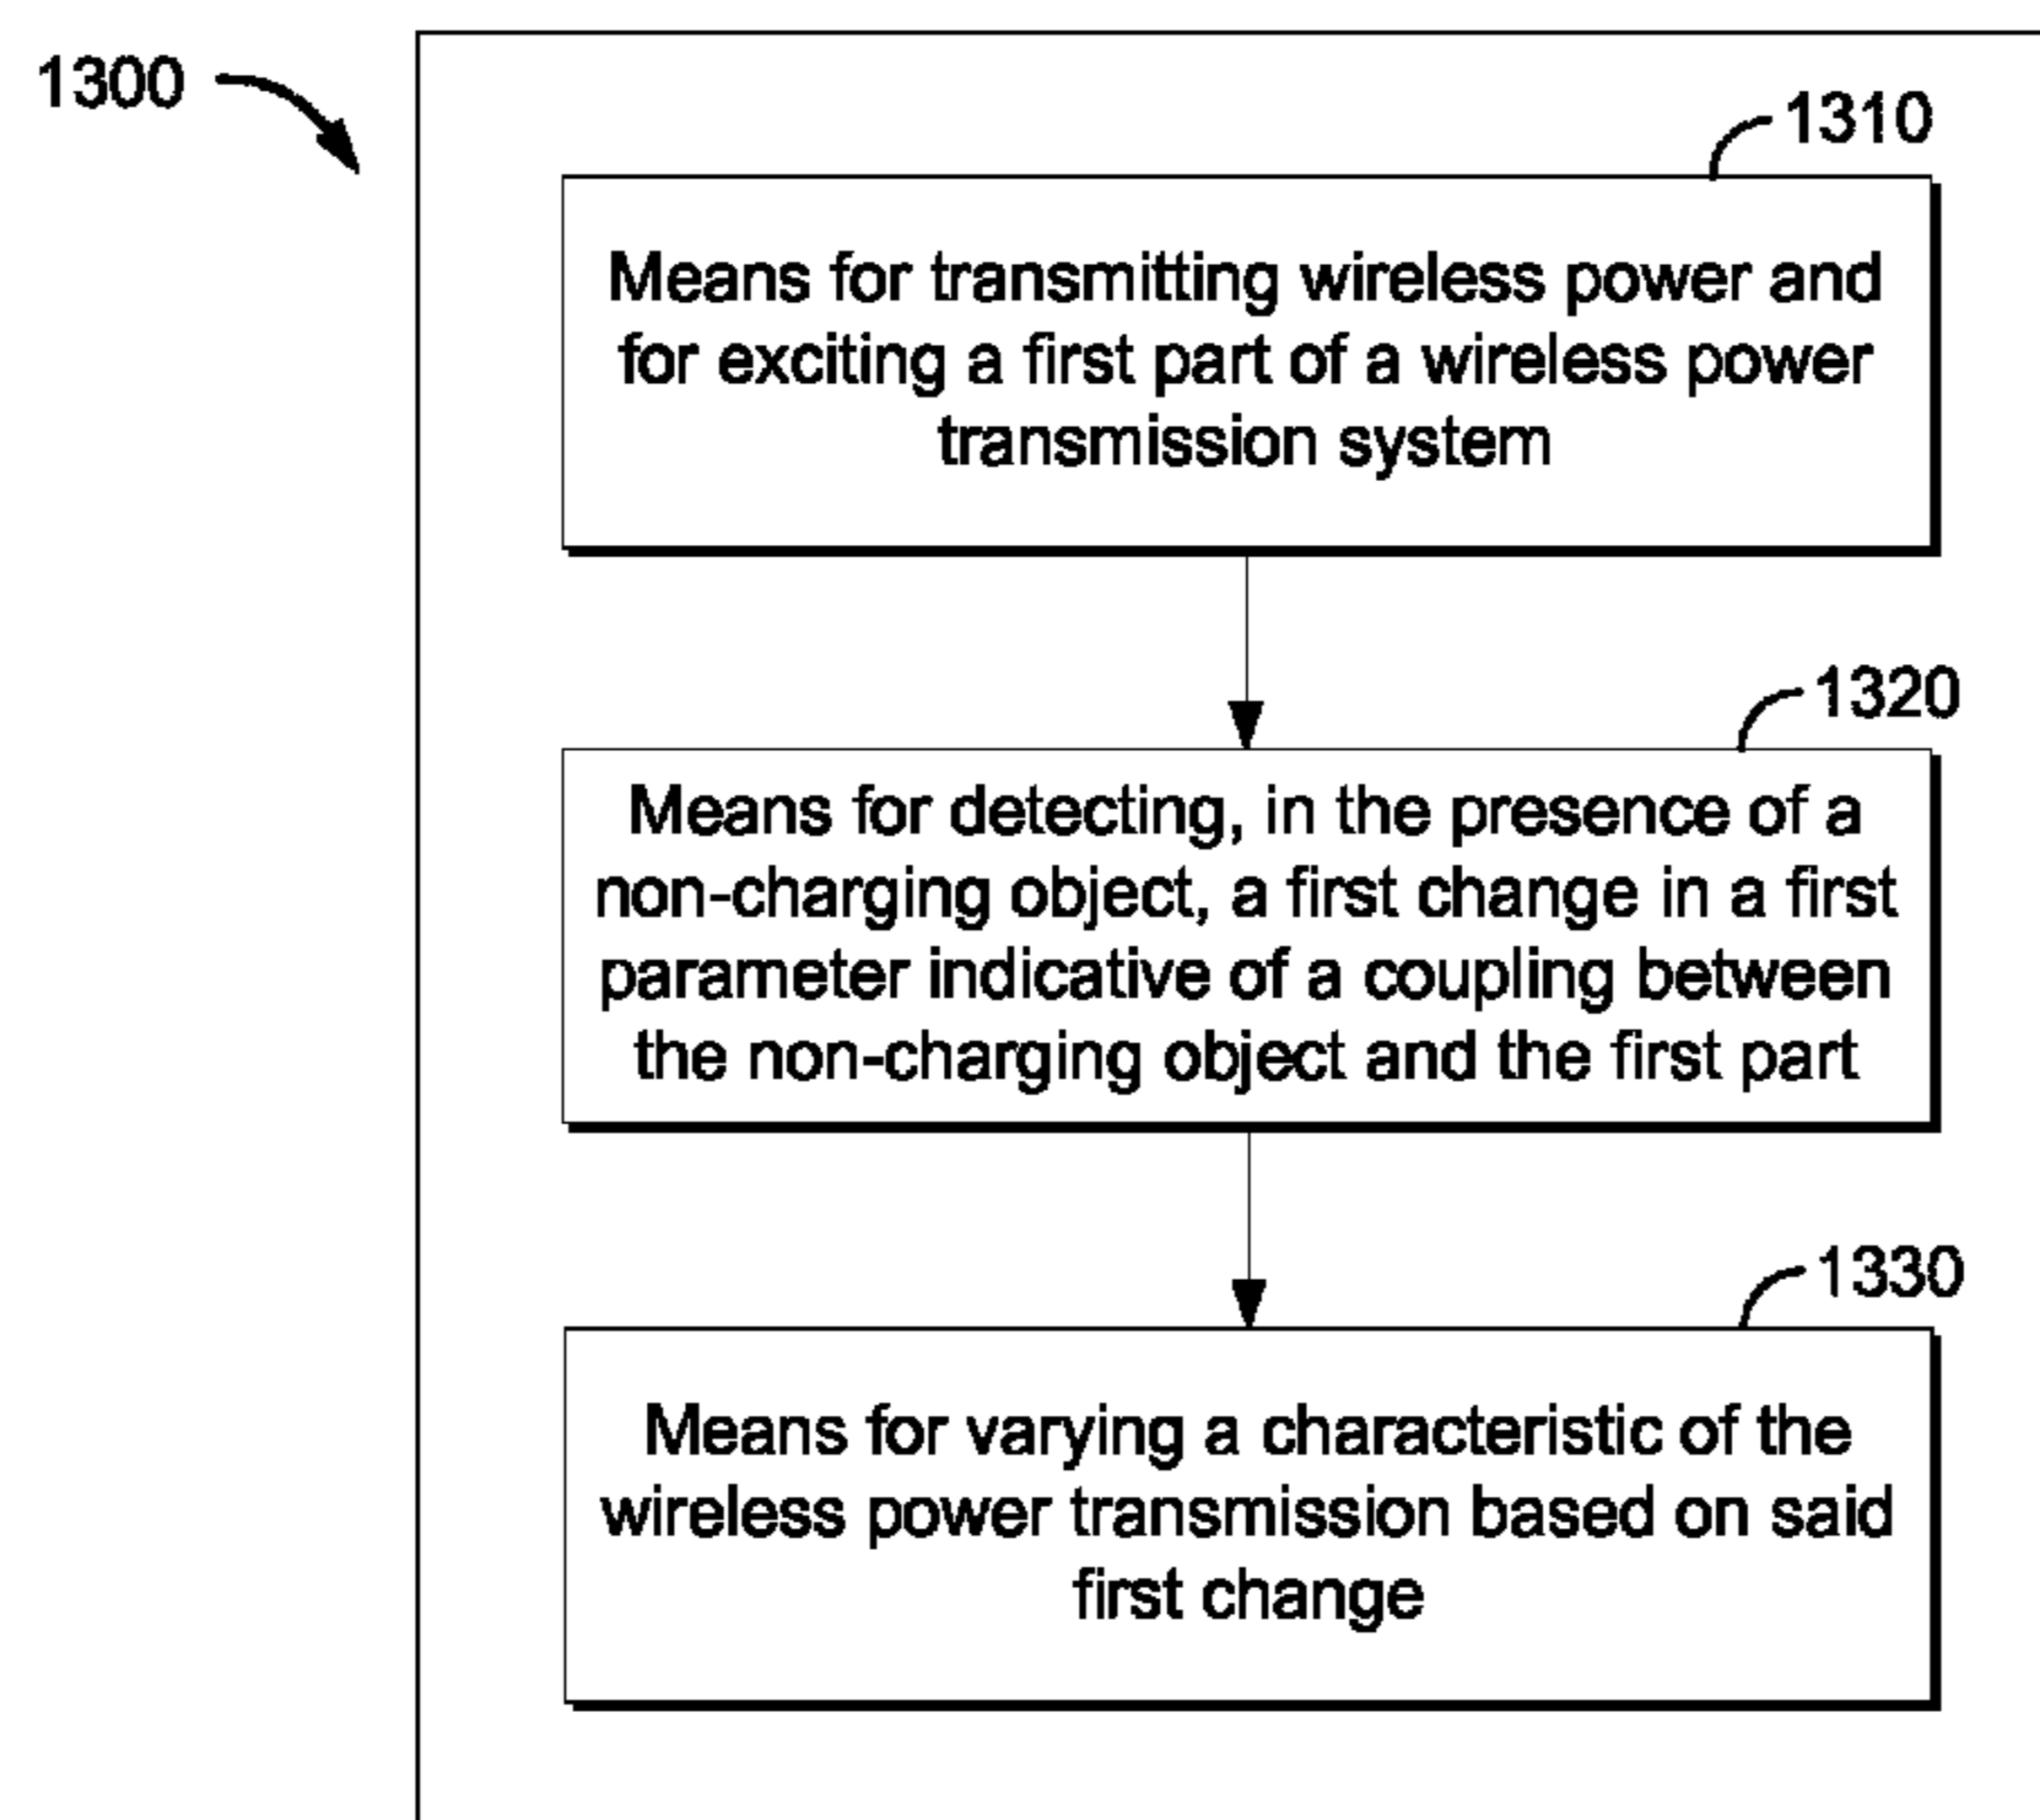 1300
1310
Means for transmitting wireless power and
for exciting a first part of a wireless power
transmission system
1320
Means for detecting, in the presence of a
non-charging object, a first change in a first
parameter indicative of a coupling between
the non-charging object and the first part
1330
Means for varying a characteristic of the
wireless power transmission based on said
first change